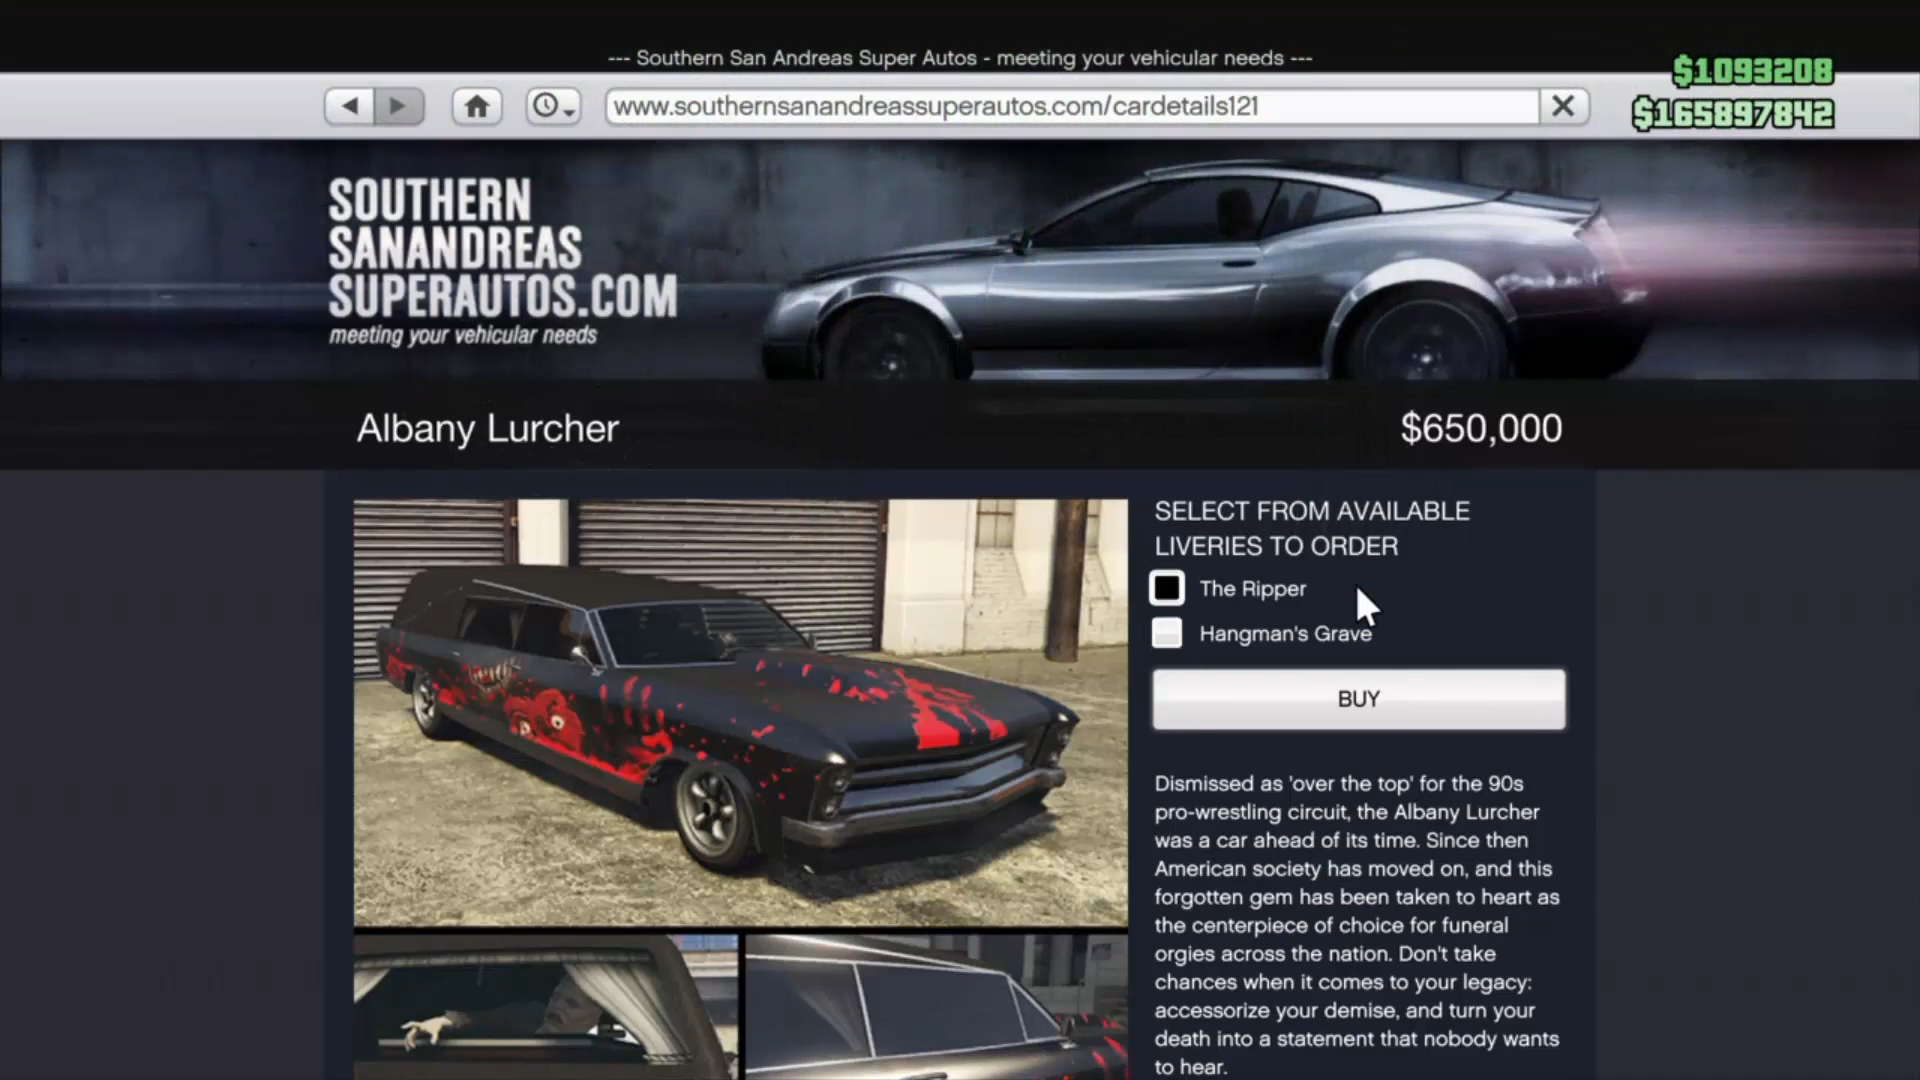 --- Southern San Andreas Super Autos - meeting your vehicular needs ---
$1093208
www.southernsanandreassuperautos.com/cardetails121
$165897842
SOUTHERN
SANANDREAS
SUPERAUTOS.COM
meeting your vehicular needs
Albany Lurcher
$650,000
SELECT FROM AVAILABLE
LIVERIES TO ORDER
The Ripper
Hangman's Grave
BUY
Dismissed as 'over the top' for the 90s
pro-wrestling circuit, the Albany Lurcher
was a car ahead of its time. Since then
American society has moved on, and this
forgotten gem has been taken to heart as
the centerpiece of choice for funeral
orgies across the nation. Don't take
chances when it comes to your legacy:
accessorize your demise, and turn your
death into a statement that nobody wants
to hear.